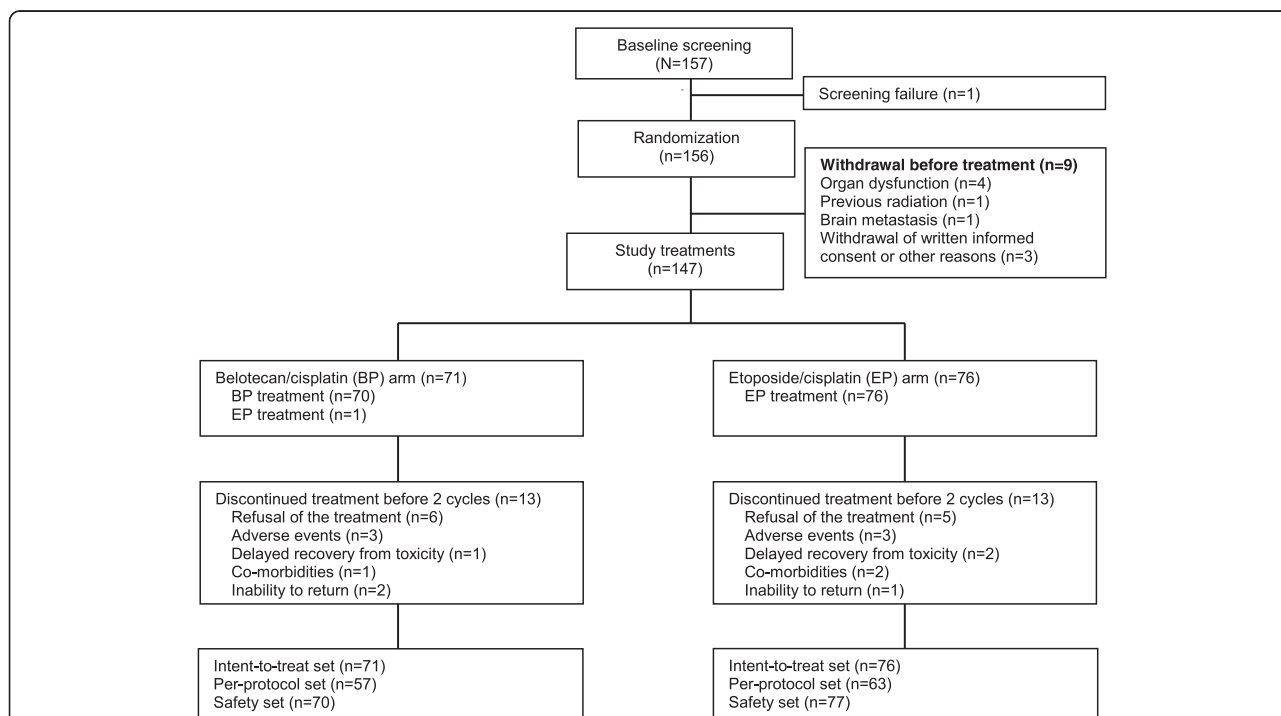 Baseline screening
(N=157)
Screening failure (n=1)
Randomization
(n=156)
Withdrawal before treatment (n=9)
Organ dysfunction (n=4)
Previous radiation (n=1)
Brain metastasis (n=1)
Withdrawal of written informed
consent or other reasons (n=3)
Study treatments
(n=147)
Belotecan/cisplatin (BP) arm (n=71)
BP treatment (n=70)
EP treatment (n=1)
Etoposide/cisplatin (EP) arm (n=76)
EP treatment (n=76)
Discontinued treatment before 2 cycles (n=13)
Refusal of the treatment (n=6)
Adverse events (n=3)
Delayed recovery from toxicity (n=1)
Co-morbidities (n=1)
Inability to return (n=2)
Discontinued treatment before 2 cycles (n=13)
Refusal of the treatment (n=5)
Adverse events (n=3)
Delayed recovery from toxicity (n=2)
Co-morbidities (n=2)
Inability to return (n=1)
Intent-to-treat set (n=71)
Per-protocol set (n=57)
Safety set (n=70)
Intent-to-treat set (n=76)
Per-protocol set (n=63)
Safety set (n=77)